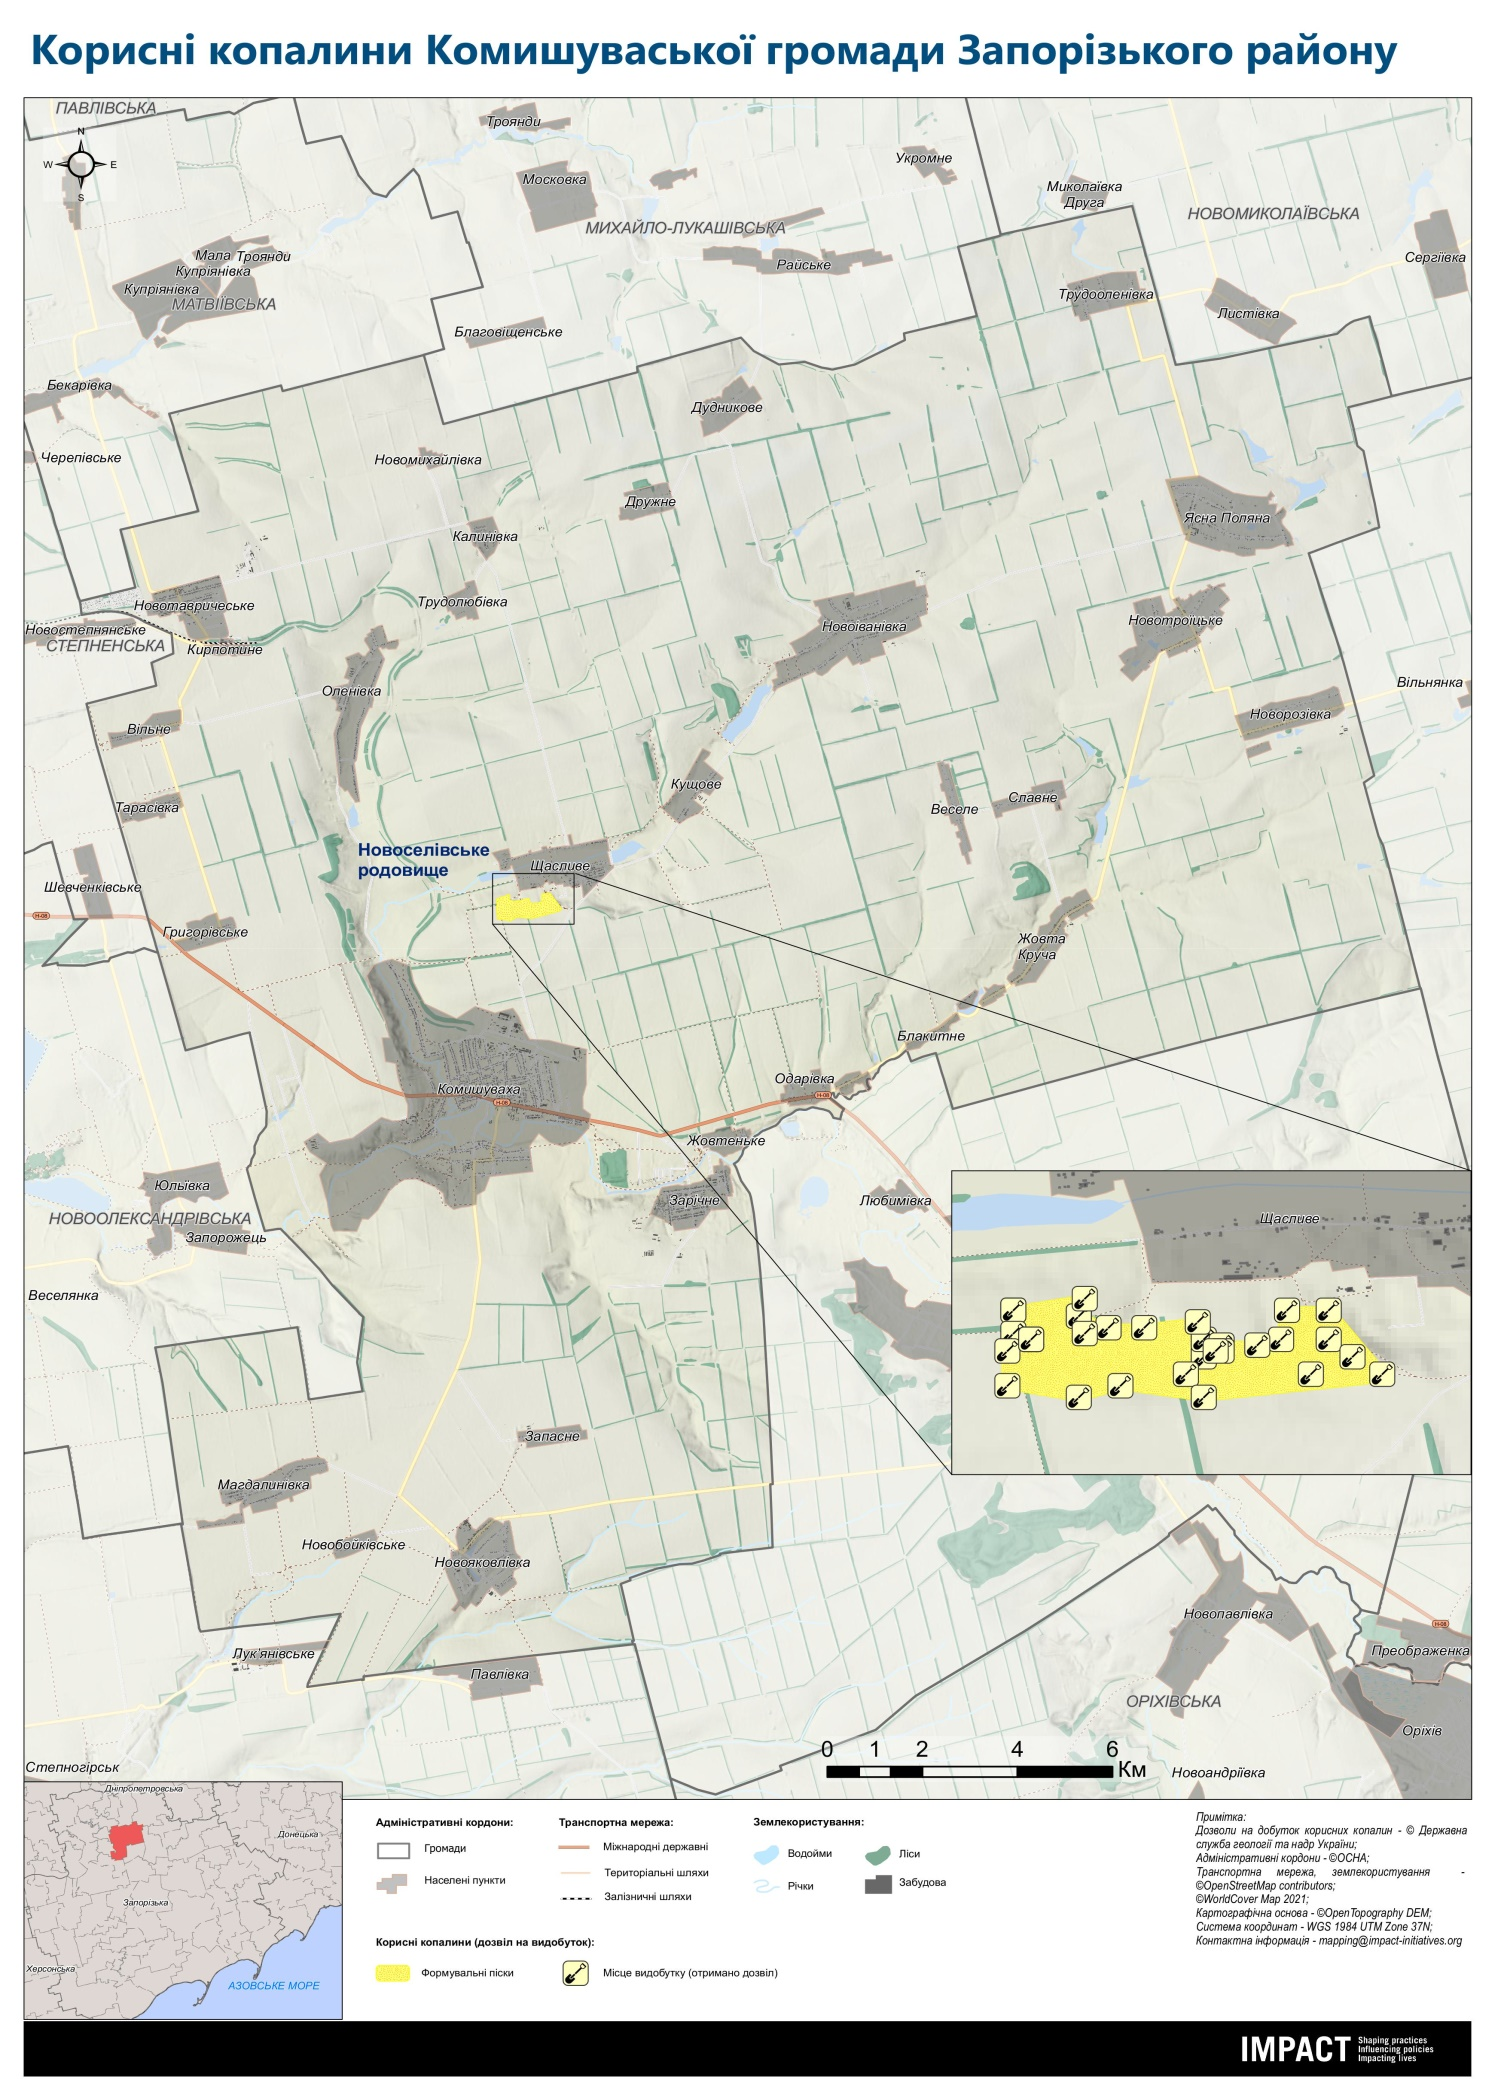 Корисні копалини Комишуваської громади Запорізького району
ПАВЛІВСЬКА
N
W
E
S
Троянди
Московка
Укромне
Миколаївка
Друга
НОВОМИКОЛАЇВСЬКА
МИХАЙЛО-ЛУКАШІВСЬКА
Мала Троянди
Купріянівка
Купріянівка
МАТВІЇВСЬКА
Райське
Сергіївка
Трудооленівка
Листівка
Благовіщенське
Бекарівка
Дудникове
Черепівське
Новомихайлівка
Дружне
Калинівка
Ясна Поляна
Новотавричеське
Трудолюбівка
Новоіванівка
Новотроїцьке
Новостепнянське
СТЕПНЕНСЬКА
Кирпотине
Оленівка
Вільнянка
Вільне
Новорозівка
Кущове
Тарасівка
Веселе
Славне
Новоселівське
родовище
Щасливе
Шевченківське
Н-08
Григорівське
Жовта
Круча
Блакитне
Комишуваха
Н-08
Одарівка
Н-08
Жовтеньке
Юльівка
Зарічне
Любимівка
НОВООЛЕКСАНДРІВСЬКА
Запорожець
Щасливе
Веселянка
Запасне
Магдалинівка
Новобойківське
Новояковлівка
Новопавлівка
Н-08
Лук'янівське
Преображенка
Павлівка
ОРІХІВСЬКА
Оріхів
Степногірськ
0 1 2 4 6
Км
Новоандріївка
Дніпропетровська
Донецька
Запорізька
Херсонська
АЗОВСЬКЕ МОРЕ
Адміністративні кордони:
Громади
Населені пункти
Транспортна мережа:
Міжнародні державні
Територіальні шляхи
Залізничні шляхи
Землекористування:
Водойми
Ліси
Річки
Забудова
Корисні копалини (дозвіл на видобуток):
Формувальні піски
Місце видобутку (отримано дозвіл)
Примітка:
Дозволи на добуток корисних копалин - © Державна
служба геології та надр України;
Адміністративні кордони - ©OCHA;
Транспортна мережа, землекористування -
©OpenStreetMap contributors;
©WorldCover Map 2021;
Картографічна основа - ©OpenTopography DEM;
Система координат - WGS 1984 UTM Zone 37N;
Контактна інформація - mapping@impact-initiatives.org
IMPACT
Shaping practices
Influencing policies
Impacting lives